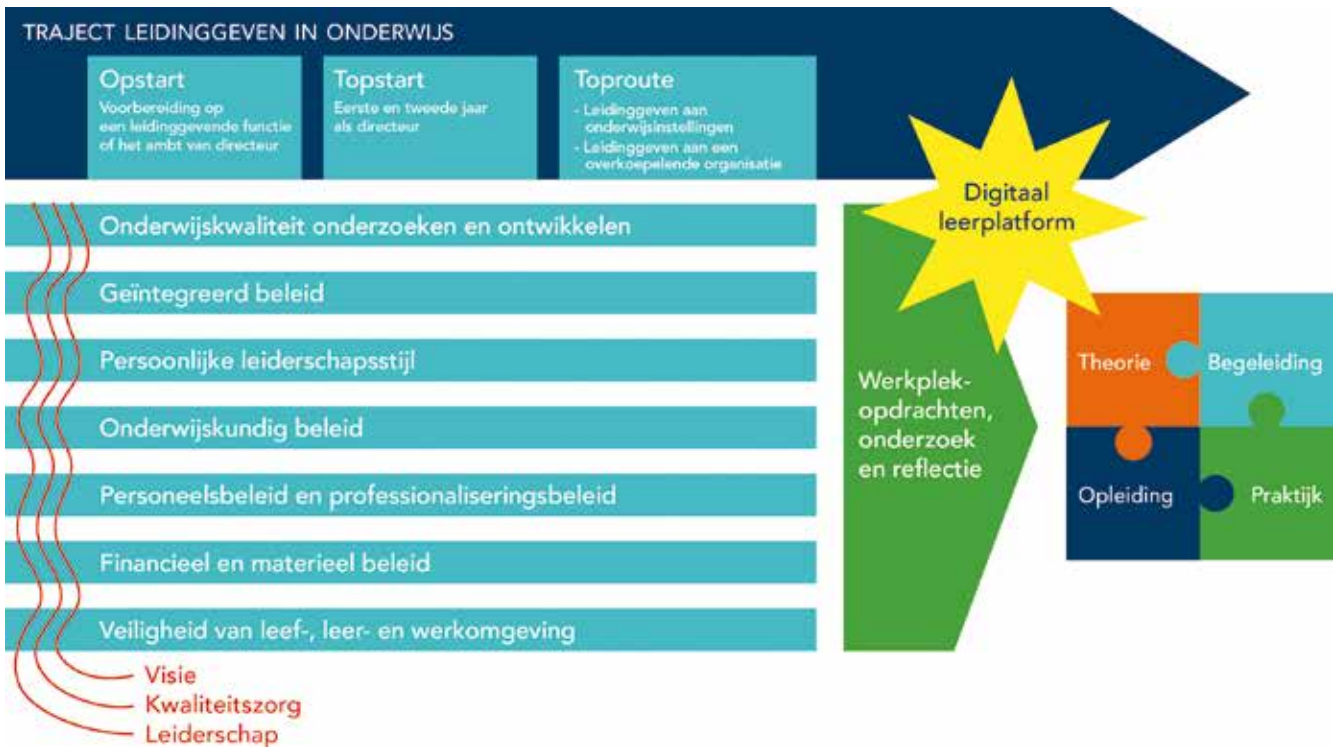 TRAJECT LEIDINGGEVEN IN ONDERWIJS
Opstart
Voorbereiding op
een leidinggevende functie
of het ambt van directeur
Topstart
Eerste en tweede jaar
als directeur
Toproute
- Leidinggeven aan
onderwijsinstellingen
- Leidinggeven aan een
overkoepelende organisatie
Digitaal
leerplatform
Onderwijskwaliteit onderzoeken en ontwikkelen
Geïntegreerd beleid
Persoonlijke leiderschapsstijl
Onderwijskundig beleid
Personeelsbeleid en professionaliseringsbeleid
Financieel en materieel beleid
Veiligheid van leef-, leer- en werkomgeving
Visie
Kwaliteitszorg
Leiderschap
Werkplek-
opdrachten,
onderzoek
en reflectie
Theorie
Begeleiding
Opleiding
Praktijk